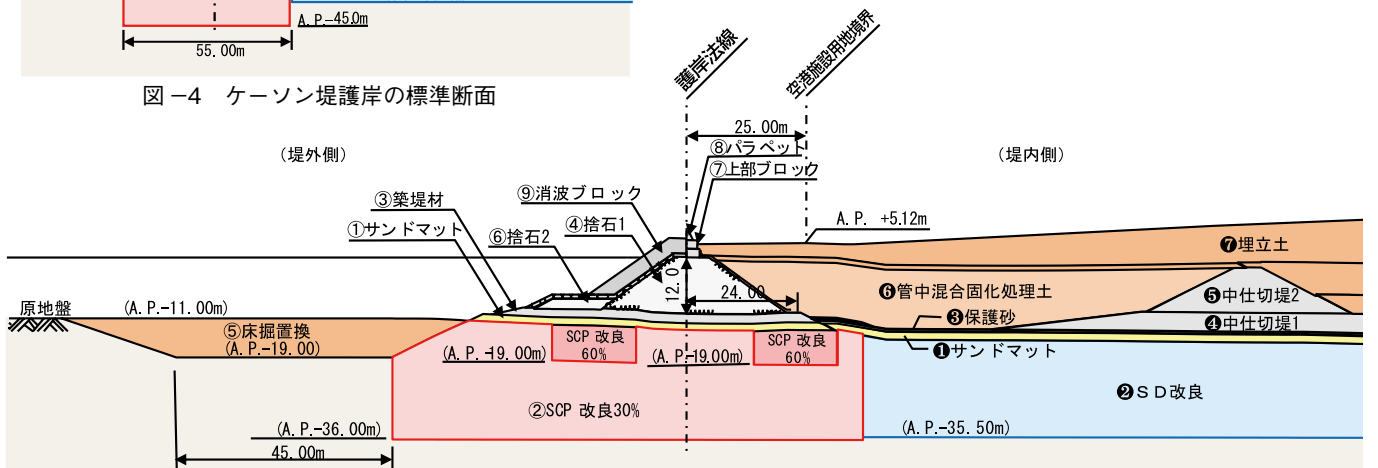 A.P.-45.0m
55.00m
図-4 ケーソン堤護岸の標準断面
護岸法線
空港施設用地境界
25.00m
(堤外側)
(堤内側)
⑧パラペット
⑦上部ブロック
⑨消波ブロック
③築堤材
④捨石1
①サンドマット
⑥捨石2
A.P. +5.12m
❼埋立土
12.0
24.00
❻管中混合固化処理土
❺中仕切堤2
原地盤
(A.P.-11.00m)
❸保護砂
❹中仕切堤1
⑤床掘置換
(A.P.-19.00)
SCP 改良
60%
(A.P.-19.00m)
(A.P.-19.00m)
SCP 改良
60%
❶サンドマット
❷SD改良
②SCP 改良30%
(A.P.-36.00m)
(A.P.-35.50m)
45.00m